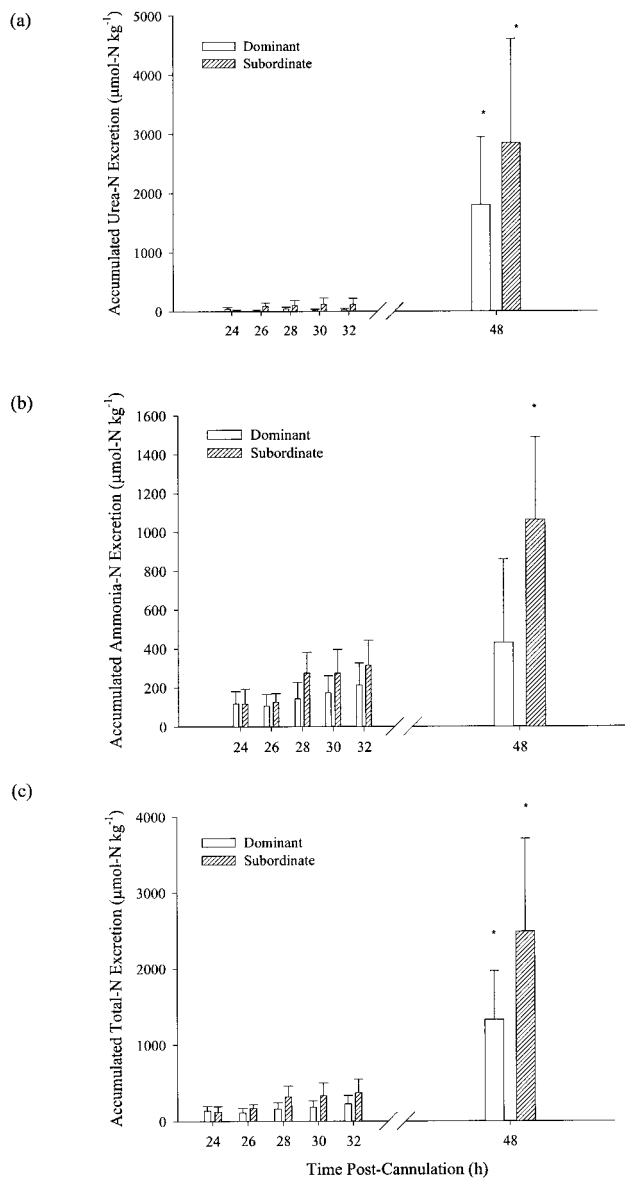 (a)
Accumulated Urea-N Excretion (µmol-N kg⁻¹)
5000
4000
3000
2000
1000
0
Dominant
Subordinate
*
*
24 26 28 30 32 48
(b)
Accumulated Ammonia-N Excretion (µmol-N kg⁻¹)
1600
1400
1200
1000
800
600
400
200
0
Dominant
Subordinate
*
24 26 28 30 32 48
(c)
Accumulated Total-N Excretion (µmol-N kg⁻¹)
4000
3000
2000
1000
0
Dominant
Subordinate
*
*
24 26 28 30 32 48
Time Post-Cannulation (h)